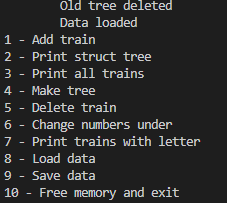 Old tree deleted
Data loaded
1 - Add train
2 - Print struct tree
3 - Print all trains
4 - Make tree
5 - Delete train
6 - Change numbers under
7 - Print trains with letter
8 - Load data
9 - Save data
10 - Free memory and exit